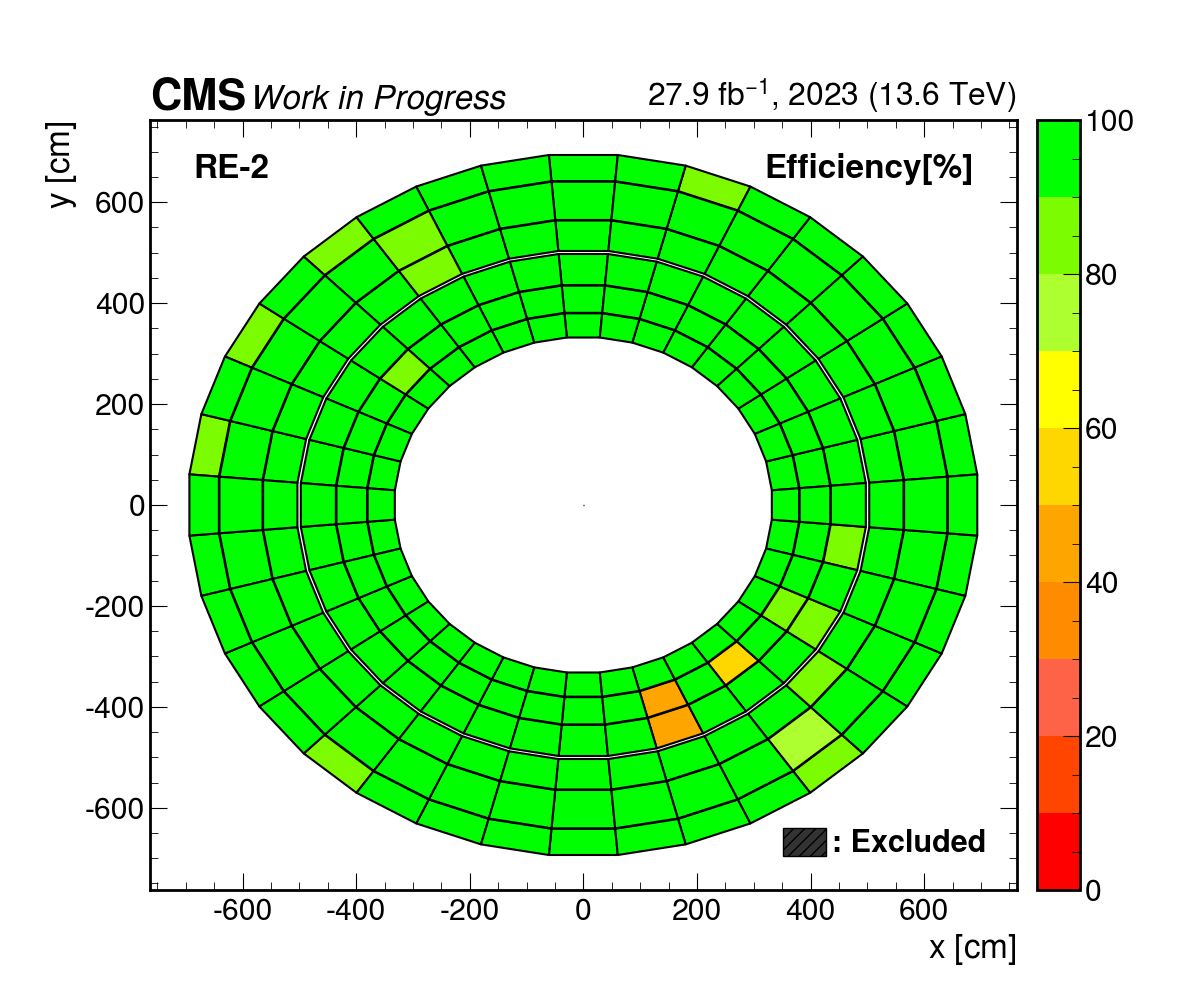 CMS Work in Progress
27.9 fb⁻¹, 2023 (13.6 TeV)
y [cm]
RE-2
Efficiency[%]
600
400
200
0
-200
-400
-600
: Excluded
-600 -400 -200 0 200 400 600
x [cm]
100
80
60
40
20
0